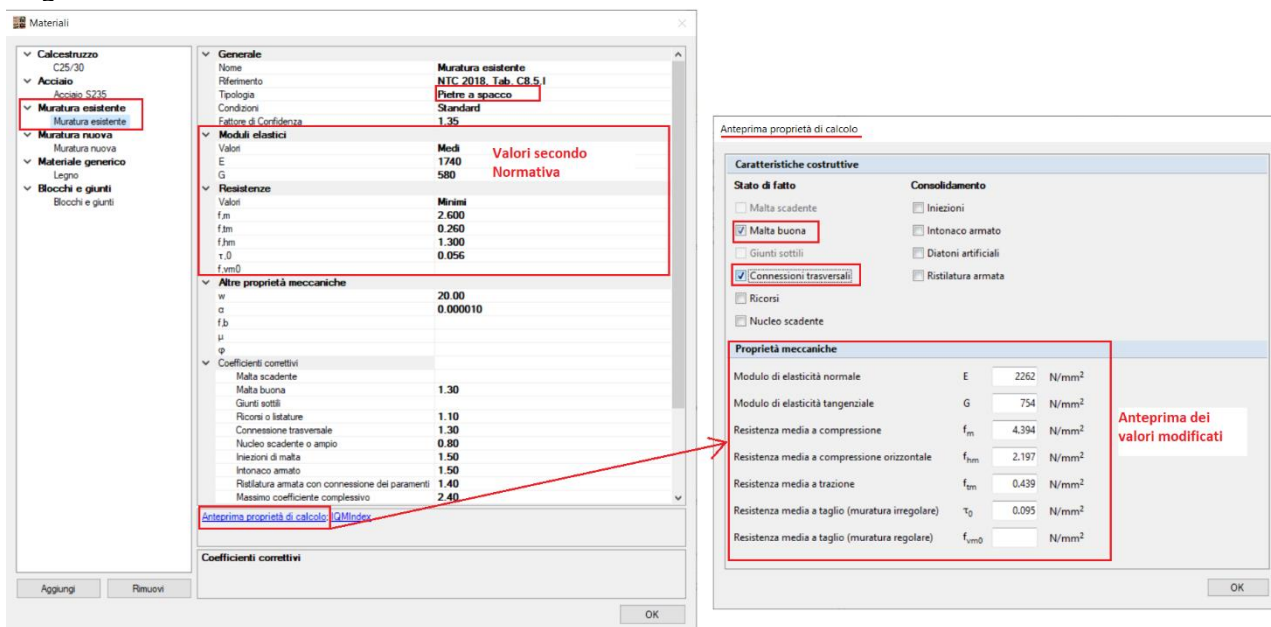 Materiali
Calcestruzzo
C25/30
Acciaio
Acciaio S235
Muratura esistente
Muratura esistente
Muratura nuova
Muratura nuova
Materiale generico
Legno
Blocchi e giunti
Blocchi e giunti
Aggiungi Rimuovi
Generale
Nome Muratura esistente
Riferimento NTC 2018, Tab. C8.5.I
Tipologia Pietre a spacco
Condizioni Standard
Fattore di Confidenza 1.35
Moduli elastici
Valori Medi
E 1740
G 580
Valori secondo
Normativa
Resistenze
Valori Minimi
f,m 2.600
f,tm 0.260
f,hm 1.300
τ,0 0.056
f,vm0
Altre proprietà meccaniche
w 20.00
α 0.000010
f,b
μ
φ
Coefficienti correttivi
Malta scadente
Malta buona 1.30
Giunti sottili
Ricorsi o listature 1.10
Connessione trasversale 1.30
Nucleo scadente o ampio 0.80
Iniezioni di malta 1.50
Intonaco armato 1.50
Ristilatura armata con connessione dei paramenti 1.40
Massimo coefficiente complessivo 2.40
Anteprima proprietà di calcolo; IQMIndex
Coefficienti correttivi
OK
Anteprima proprietà di calcolo
Caratteristiche costruttive
Stato di fatto Consolidamento
Malta scadente Iniezioni
Malta buona Intonaco armato
Giunti sottili Diatoni artificiali
Connessioni trasversali Ristilatura armata
Ricorsi
Nucleo scadente
Proprietà meccaniche
Modulo di elasticità normale E 2262 N/mm²
Modulo di elasticità tangenziale G 754 N/mm²
Resistenza media a compressione fm 4.394 N/mm²
Resistenza media a compressione orizzontale fhm 2.197 N/mm²
Resistenza media a trazione ftm 0.439 N/mm²
Resistenza media a taglio (muratura irregolare) τ0 0.095 N/mm²
Resistenza media a taglio (muratura regolare) fvm0 N/mm²
Anteprima dei
valori modificati
OK